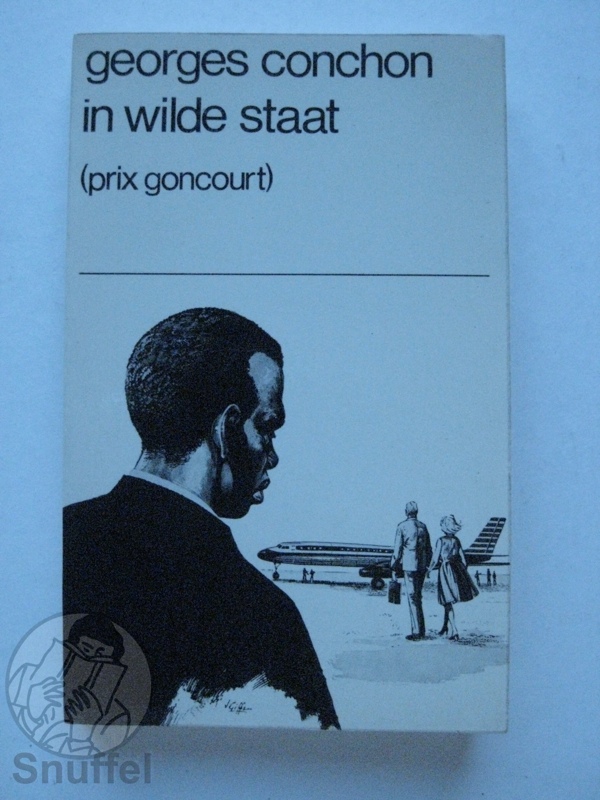 georges conchon
in wilde staat
(prix goncourt)
Snuffel